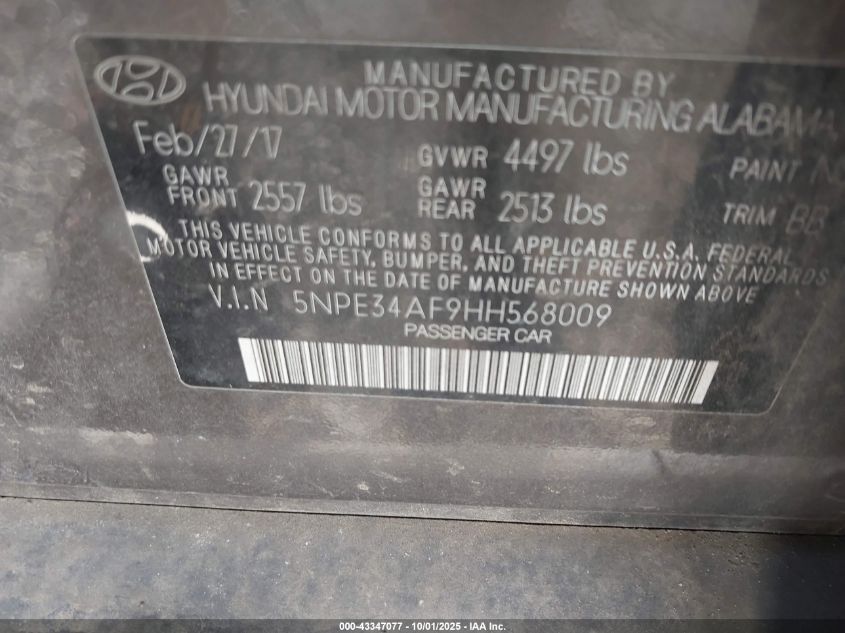 MANUFACTURED BY
HYUNDAI MOTOR MANUFACTURING ALABAMA,
Feb/27/17 GVWR 4497 lbs PAINT
GAWR FRONT 2557 lbs GAWR REAR 2513 lbs TRIM BB
THIS VEHICLE CONFORMS TO ALL APPLICABLE U.S.A. FEDERAL
MOTOR VEHICLE SAFETY, BUMPER, AND THEFT PREVENTION STANDARDS
IN EFFECT ON THE DATE OF MANUFACTURE SHOWN ABOVE
V.I.N 5NPE34AF9HH568009
PASSENGER CAR
000-43347077 - 10/01/2025 - IAA Inc.